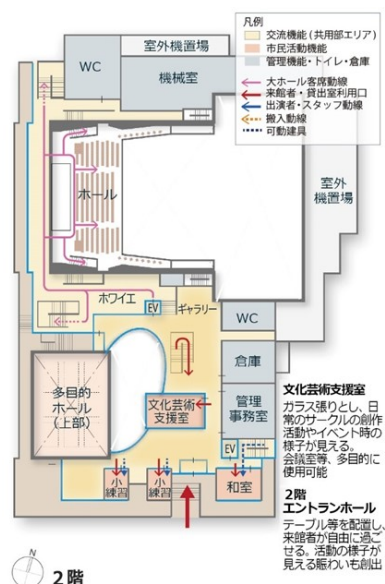 凡例
交流機能(共用部エリア)
市民活動機能
管理機能・トイレ・倉庫
大ホール客席動線
来館者・貸出室利用口
出演者・スタッフ動線
搬入動線
可動建具
室外機置場
WC
機械室
室外
機置場
ホール
ホワイエ
EV
ギャラリー
WC
倉庫
多目的
ホール
(上部)
文化芸術
支援室
管理
事務室
EV
小
練習
小
練習
和室
文化芸術支援室
ガラス張りとし、日
常のサークルの創作
活動やイベント時の
様子が見える。
会議室等、多目的に
使用可能
2階
エントランホール
テーブル等を配置し、
来館者が自由に過ご
せる。活動の様子が
見える賑わいも創出
N
2階